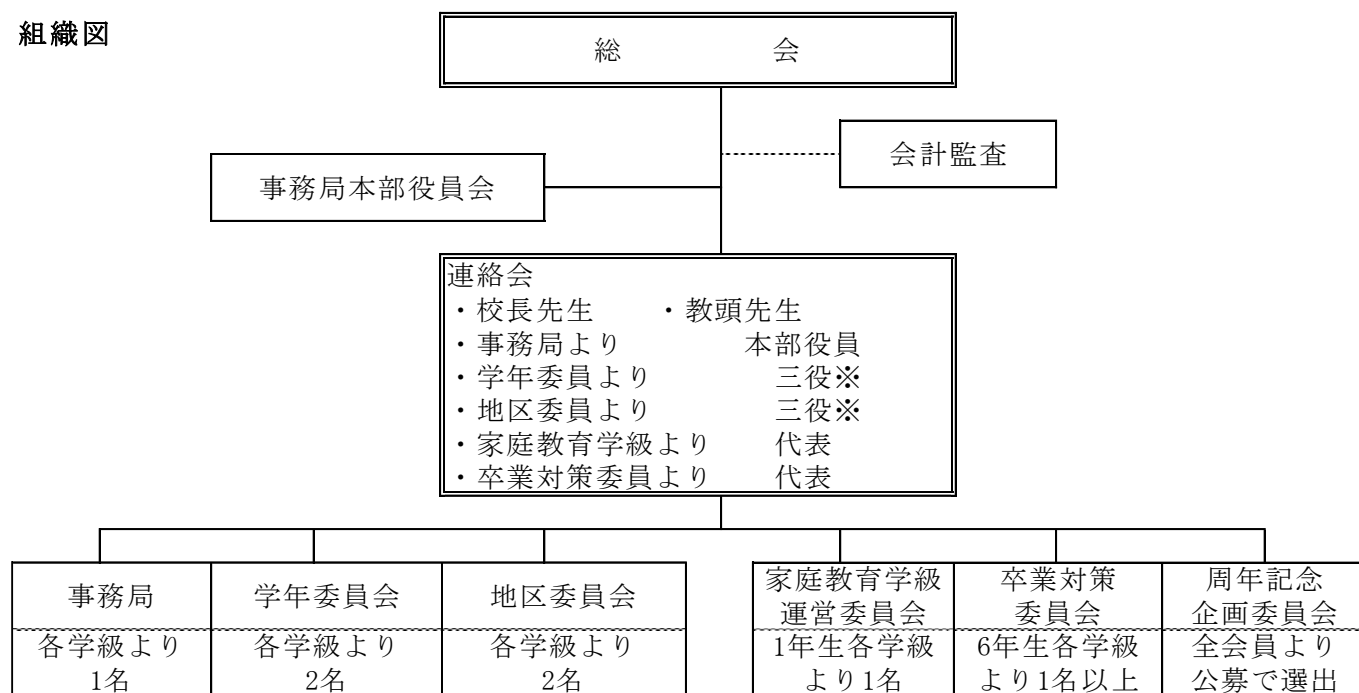 組織図
総　　　会
会計監査
事務局本部役員会
連絡会
・校長先生　　・教頭先生
・事務局より　　　　本部役員
・学年委員より　　　　三役※
・地区委員より　　　　三役※
・家庭教育学級より　　代表
・卒業対策委員より　　代表
事務局
各学級より
1名
学年委員会
各学級より
2名
地区委員会
各学級より
2名
家庭教育学級
運営委員会
1年生各学級
より1名
卒業対策
委員会
6年生各学級
より1名以上
周年記念
企画委員会
全会員より
公募で選出